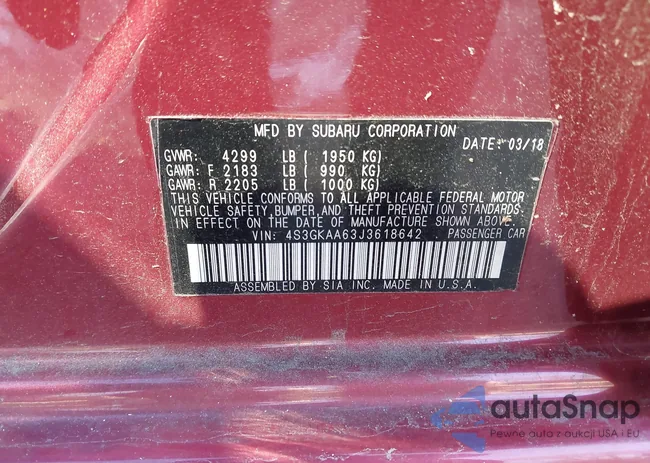 MFD BY SUBARU CORPORATION
DATE: 03/18
GVWR: 4299 LB ( 1950 KG)
GAWR: F 2183 LB ( 990 KG)
GAWR: R 2205 LB ( 1000 KG)
THIS VEHICLE CONFORMS TO ALL APPLICABLE FEDERAL MOTOR
VEHICLE SAFETY,BUMPER,AND THEFT PREVENTION STANDARDS
IN EFFECT ON THE DATE OF MANUFACTURE SHOWN ABOVE.
VIN: 4S3GKAA63J3618642 PASSENGER CAR
ASSEMBLED BY SIA INC. MADE IN U.S.A.
autaSnap
Pewne auto z aukcji USA i EU